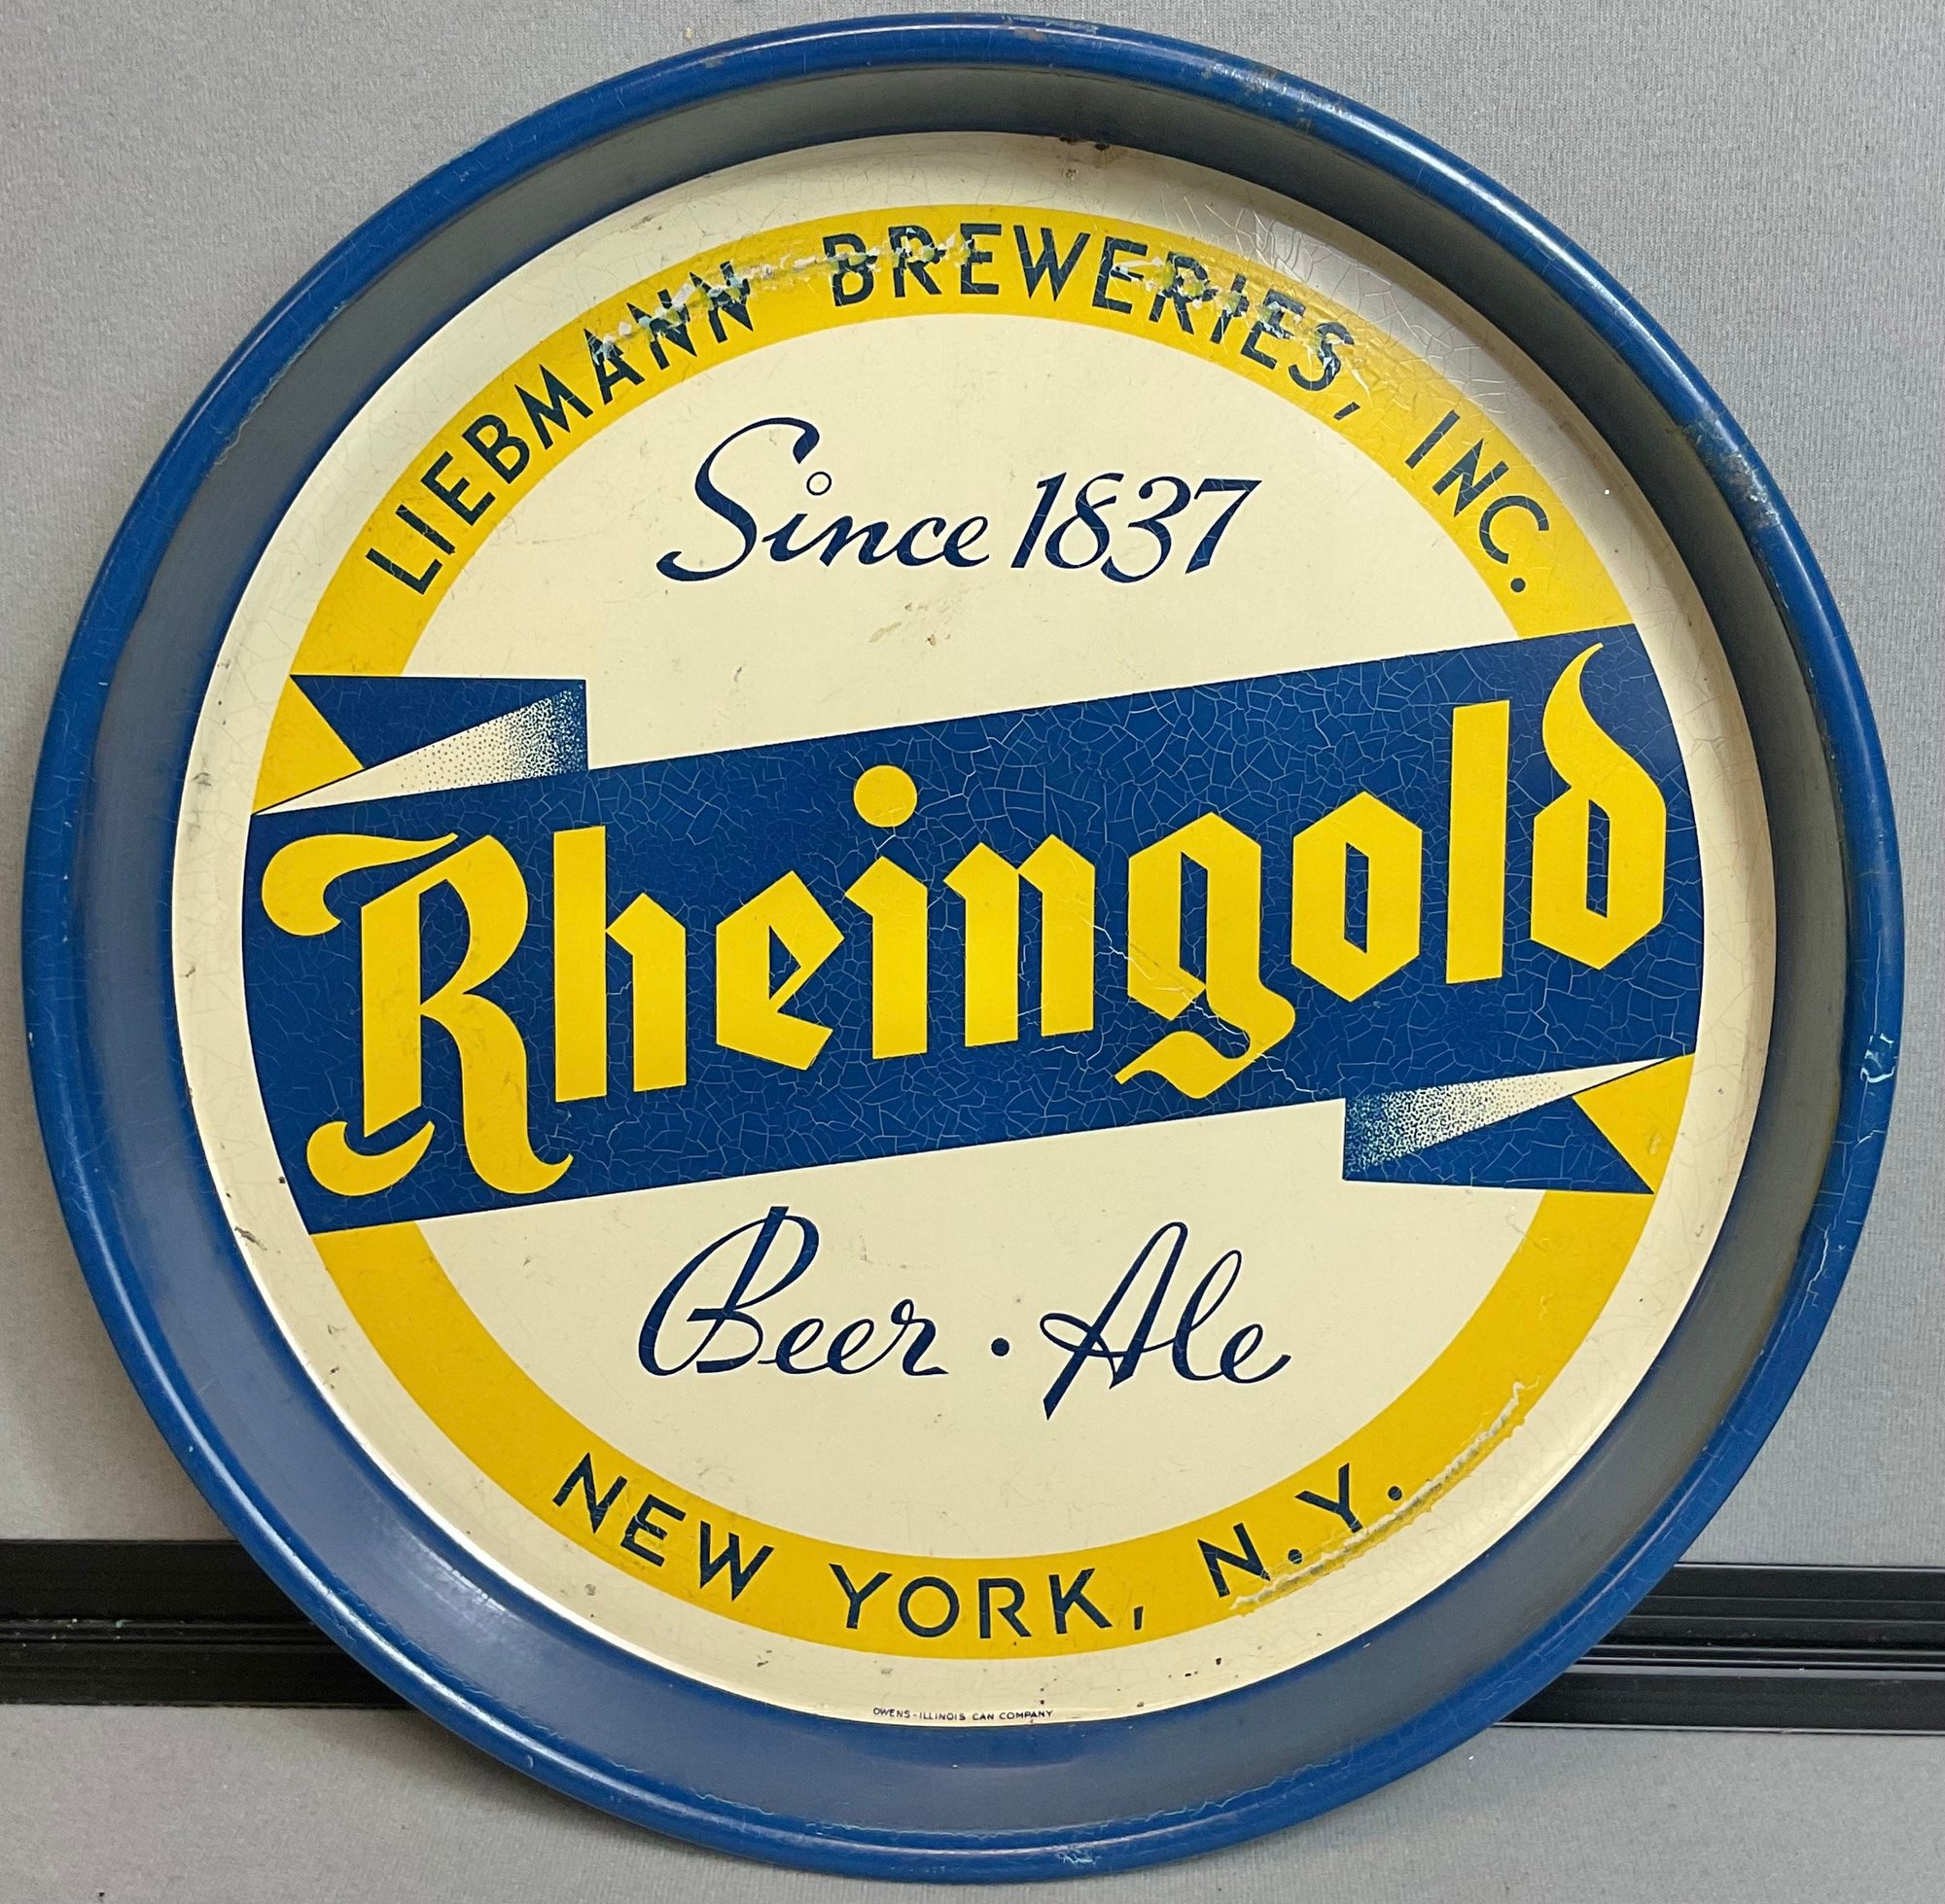 LIEBMANN BREWERIES, INC.
Since 1837
Rheingold
Beer · Ale
NEW YORK, N.Y.
OWENS-ILLINOIS CAN COMPANY